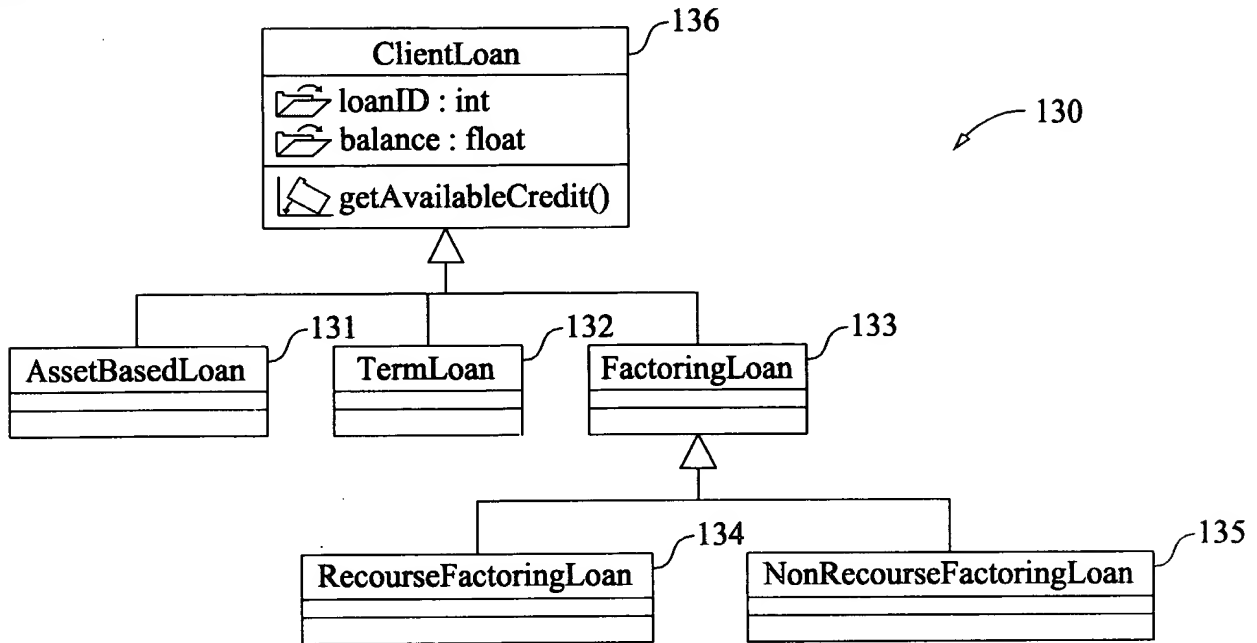 136
ClientLoan
loanID : int
balance : float
getAvailableCredit()
130
131
132
133
AssetBasedLoan
TermLoan
FactoringLoan
134
135
RecourseFactoringLoan
NonRecourseFactoringLoan